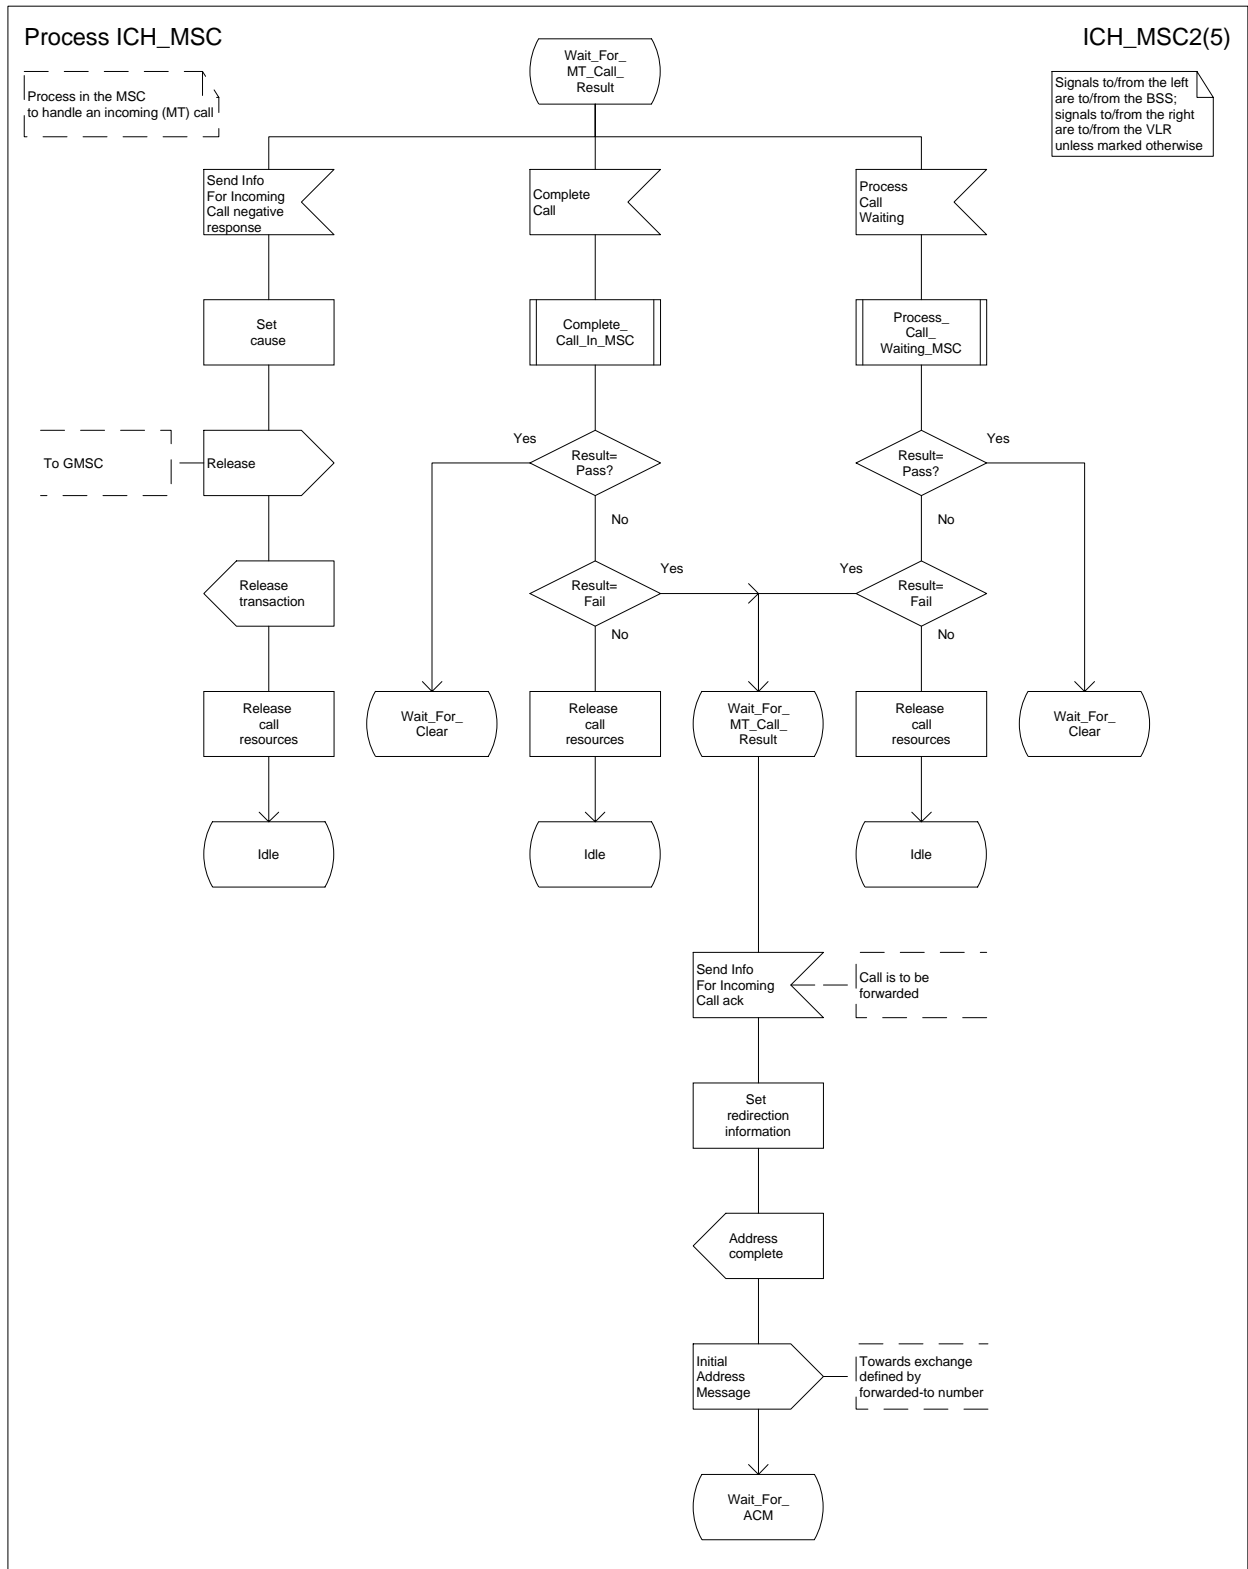 Process ICH_MSC
ICH_MSC2(5)
Process in the MSC
to handle an incoming (MT) call
Wait_For_
MT_Call_
Result
Signals to/from the left
are to/from the BSS;
signals to/from the right
are to/from the VLR
unless marked otherwise
Send Info
For Incoming
Call negative
response
Complete
Call
Process
Call
Waiting
Set
cause
Complete_
Call_In_MSC
Process_
Call_
Waiting_MSC
To GMSC
Release
Yes
Result=
Pass?
No
Result=
Pass?
Yes
No
Release
transaction
Result=
Fail
Yes
No
Yes
Result=
Fail
No
Release
call
resources
Wait_For_
Clear
Release
call
resources
Wait_For_
MT_Call_
Result
Release
call
resources
Wait_For_
Clear
Idle
Idle
Idle
Send Info
For Incoming
Call ack
Call is to be
forwarded
Set
redirection
information
Address
complete
Initial
Address
Message
Towards exchange
defined by
forwarded-to number
Wait_For_
ACM